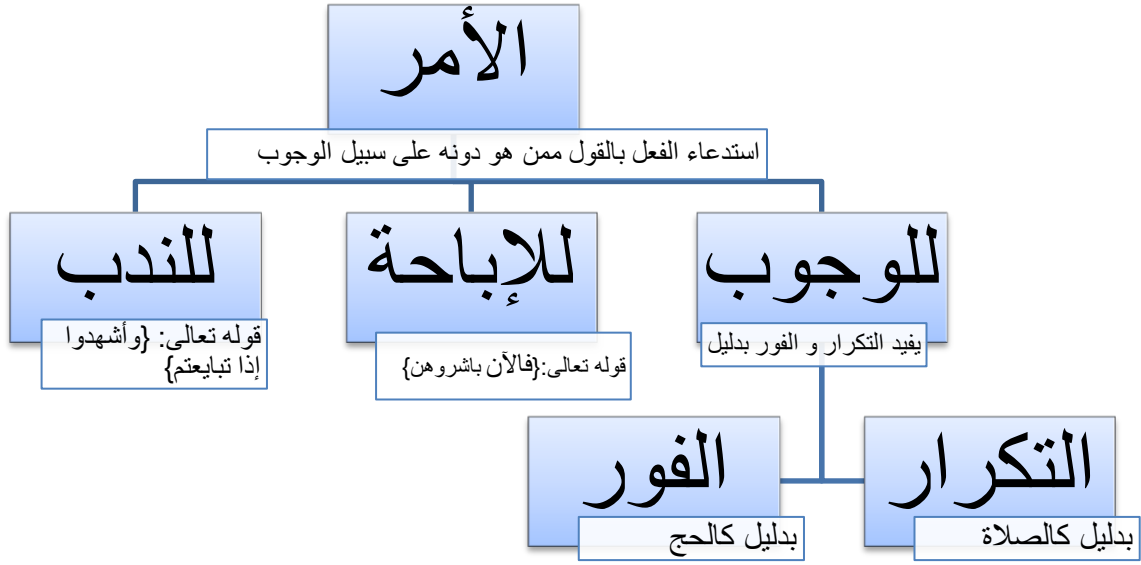 الأمر
استدعاء الفعل بالقول ممن هو دونه على سبيل الوجوب
للوجوب
يفيد التكرار و الفور بدليل
للإباحة
قوله تعالى:{فالآن باشروهن}
للندب
قوله تعالى: {وأشهدوا
إذا تبايعتم}
التكرار
بدليل كالصلاة
الفور
بدليل كالحج